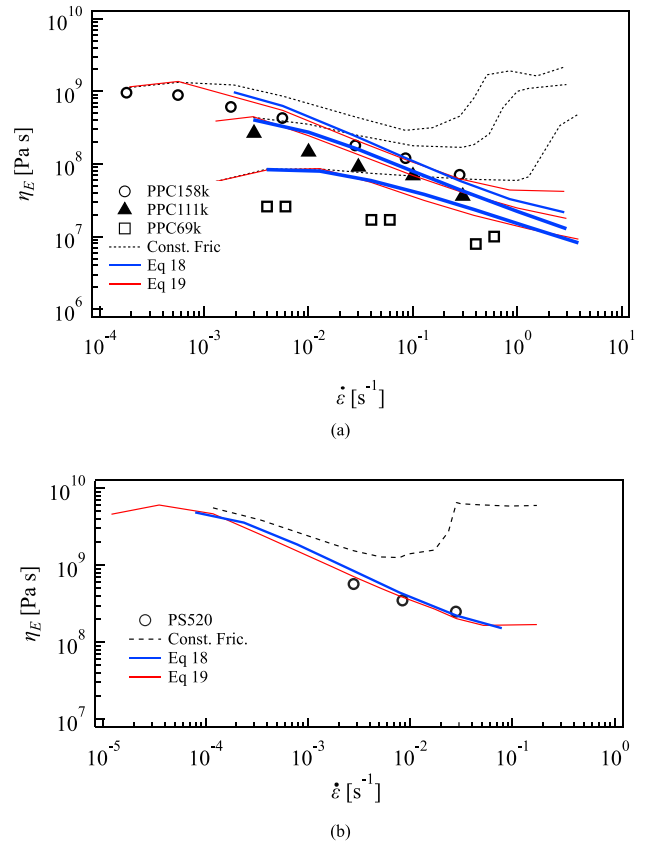 10^10
10^9
10^8
10^7
10^6
η_E [Pa s]
PPC158k
PPC111k
PPC69k
Const. Fric
Eq 18
Eq 19
10^-4 10^-3 10^-2 10^-1 10^0 10^1
ε̇ [s^-1]
(a)
10^10
10^9
10^8
10^7
η_E [Pa s]
PS520
Const. Fric.
Eq 18
Eq 19
10^-5 10^-4 10^-3 10^-2 10^-1 10^0
ε̇ [s^-1]
(b)